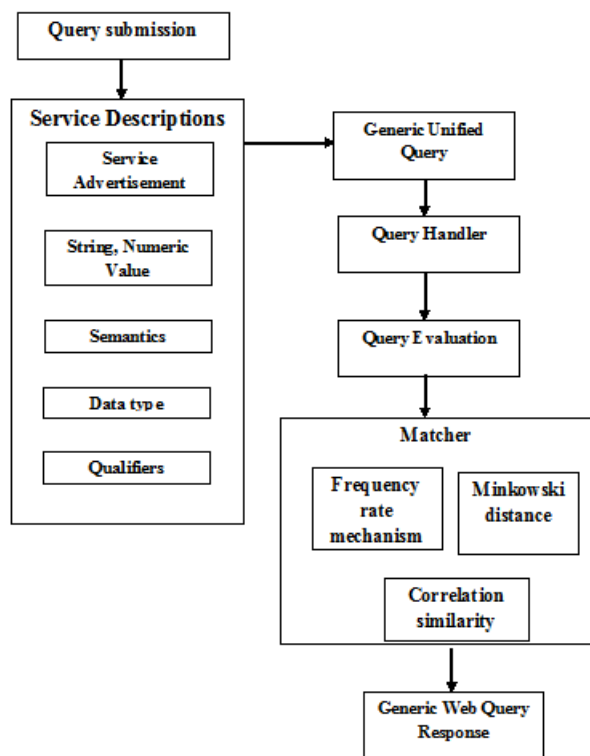 Query submission
Service Descriptions
Service
Advertisement
String, Numeric
Value
Semantics
Data type
Qualifiers
Generic Unified
Query
Query Handler
Query Evaluation
Matcher
Frequency
rate
mechanism
Minkowski
distance
Correlation
similarity
Generic Web Query
Response